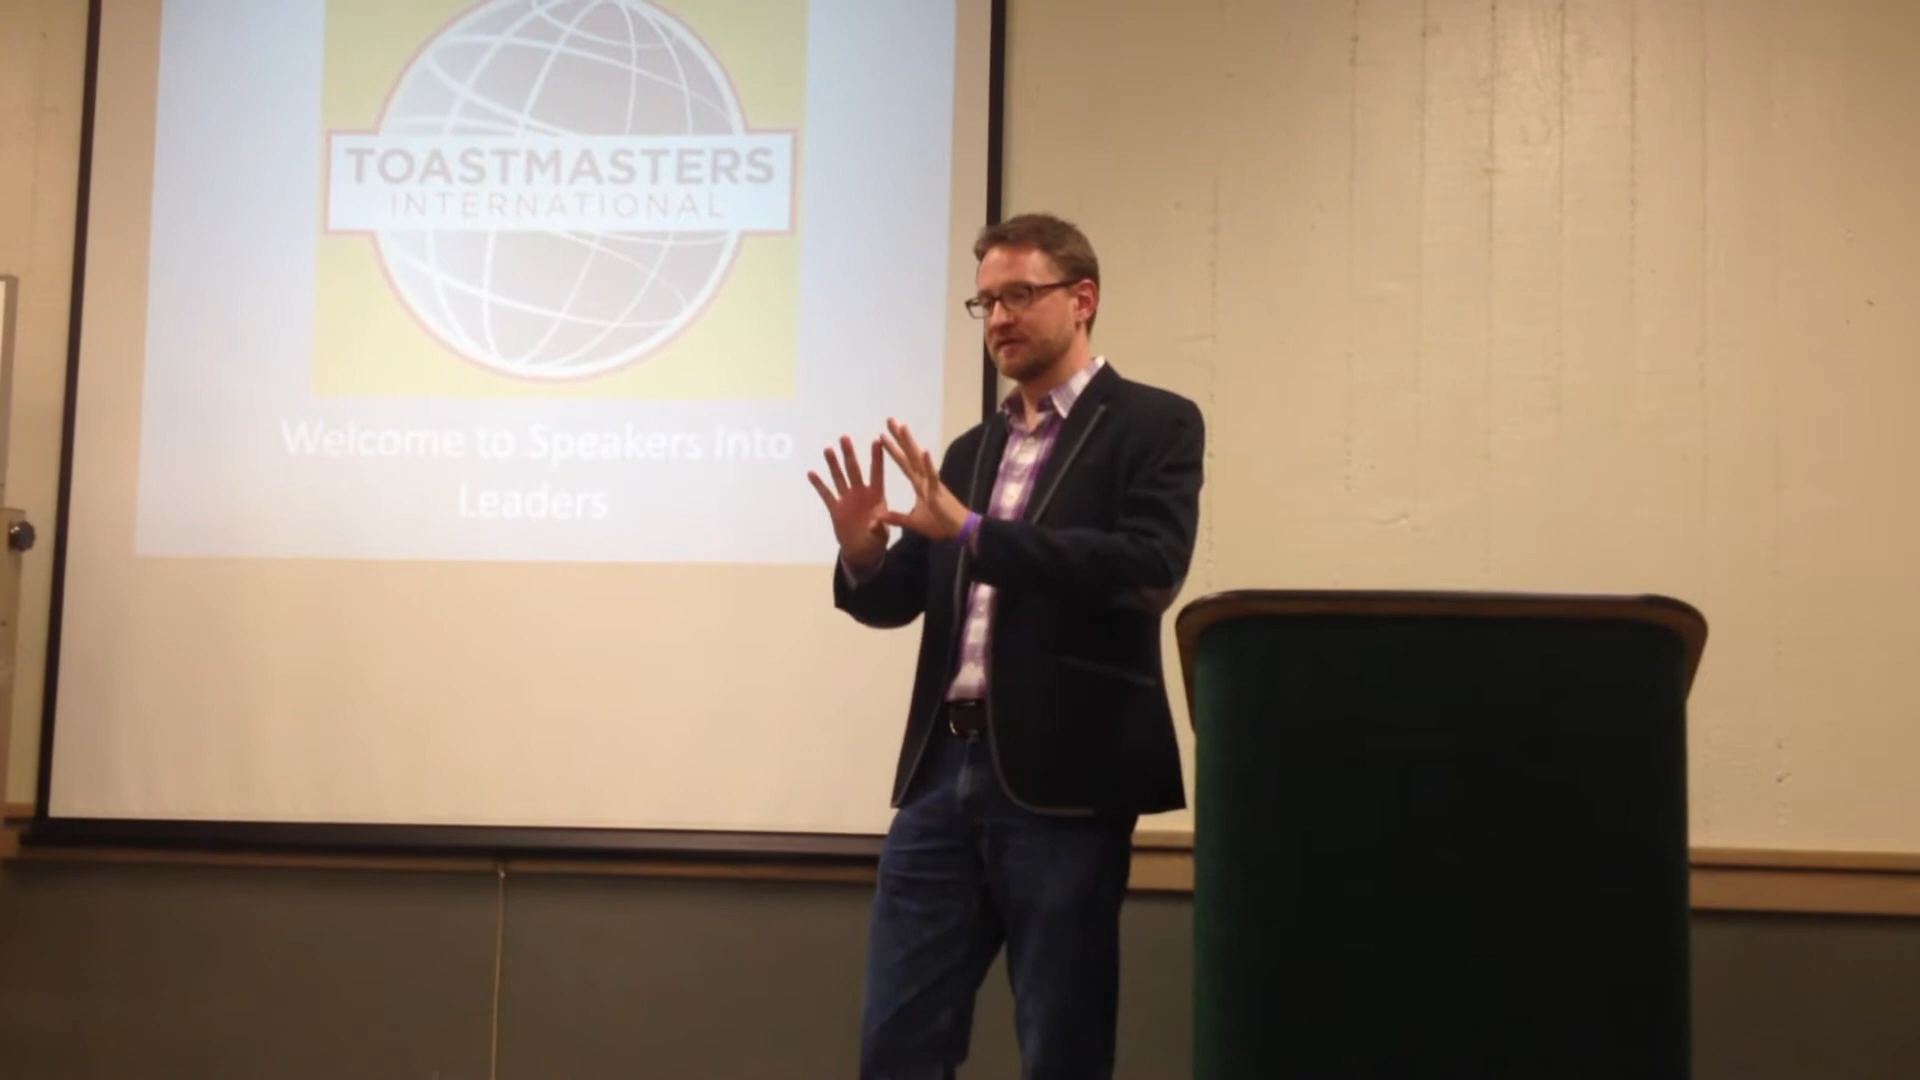 TOASTMASTERS
INTERNATIONAL
Welcome to Speakers Into
Leaders